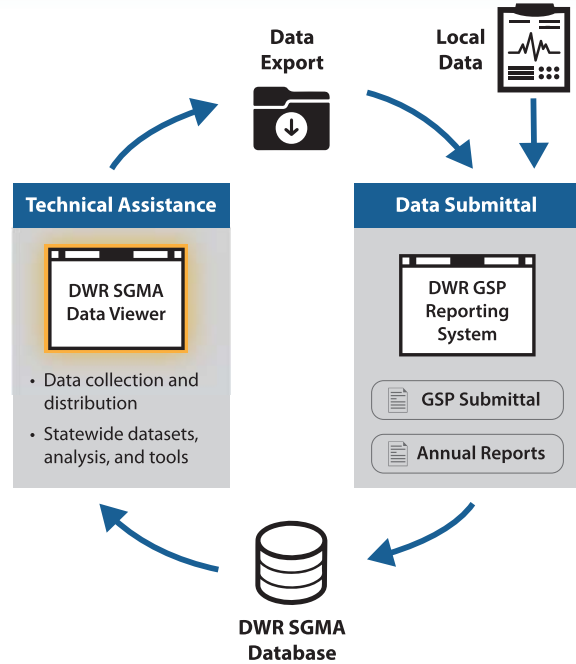 Data
Export
Local
Data
Technical Assistance
DWR SGMA
Data Viewer
• Data collection and
distribution
• Statewide datasets,
analysis, and tools
Data Submittal
DWR GSP
Reporting
System
GSP Submittal
Annual Reports
DWR SGMA
Database